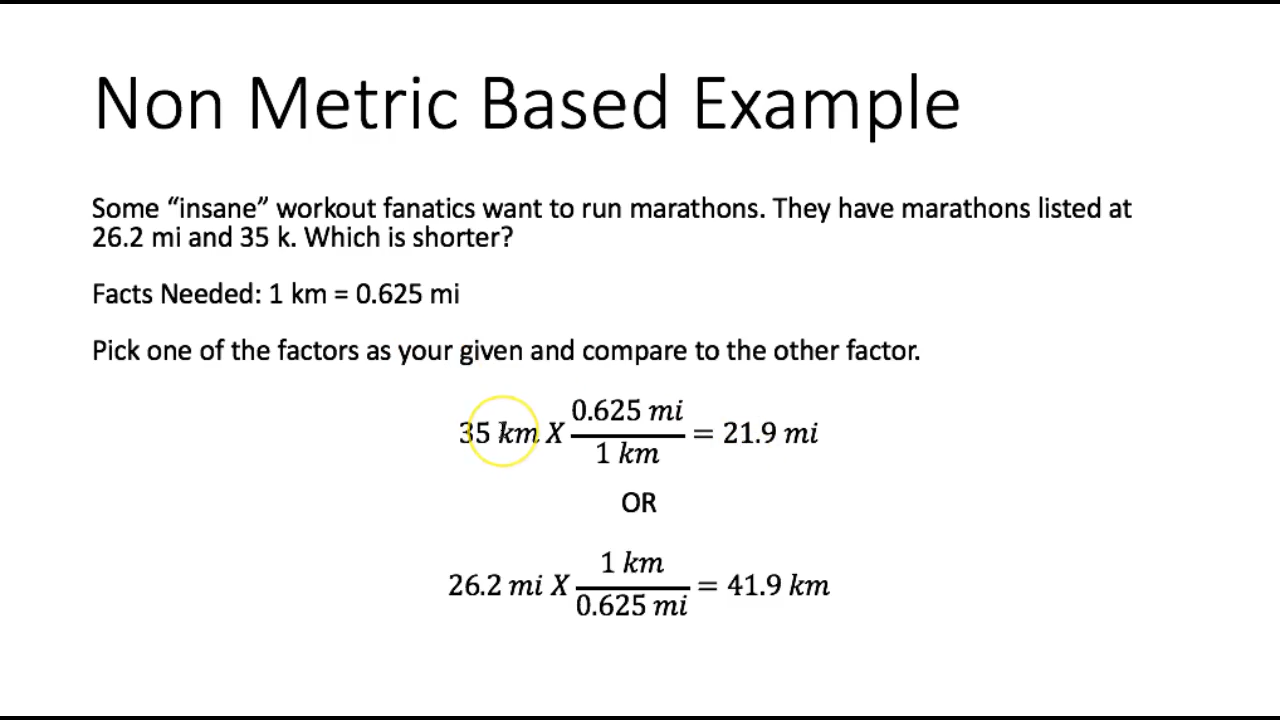 Non Metric Based Example
Some “insane” workout fanatics want to run marathons. They have marathons listed at
26.2 mi and 35 k. Which is shorter?
Facts Needed: 1 km = 0.625 mi
Pick one of the factors as your given and compare to the other factor.
35 km X 0.625 mi / 1 km = 21.9 mi
OR
26.2 mi X 1 km / 0.625 mi = 41.9 km